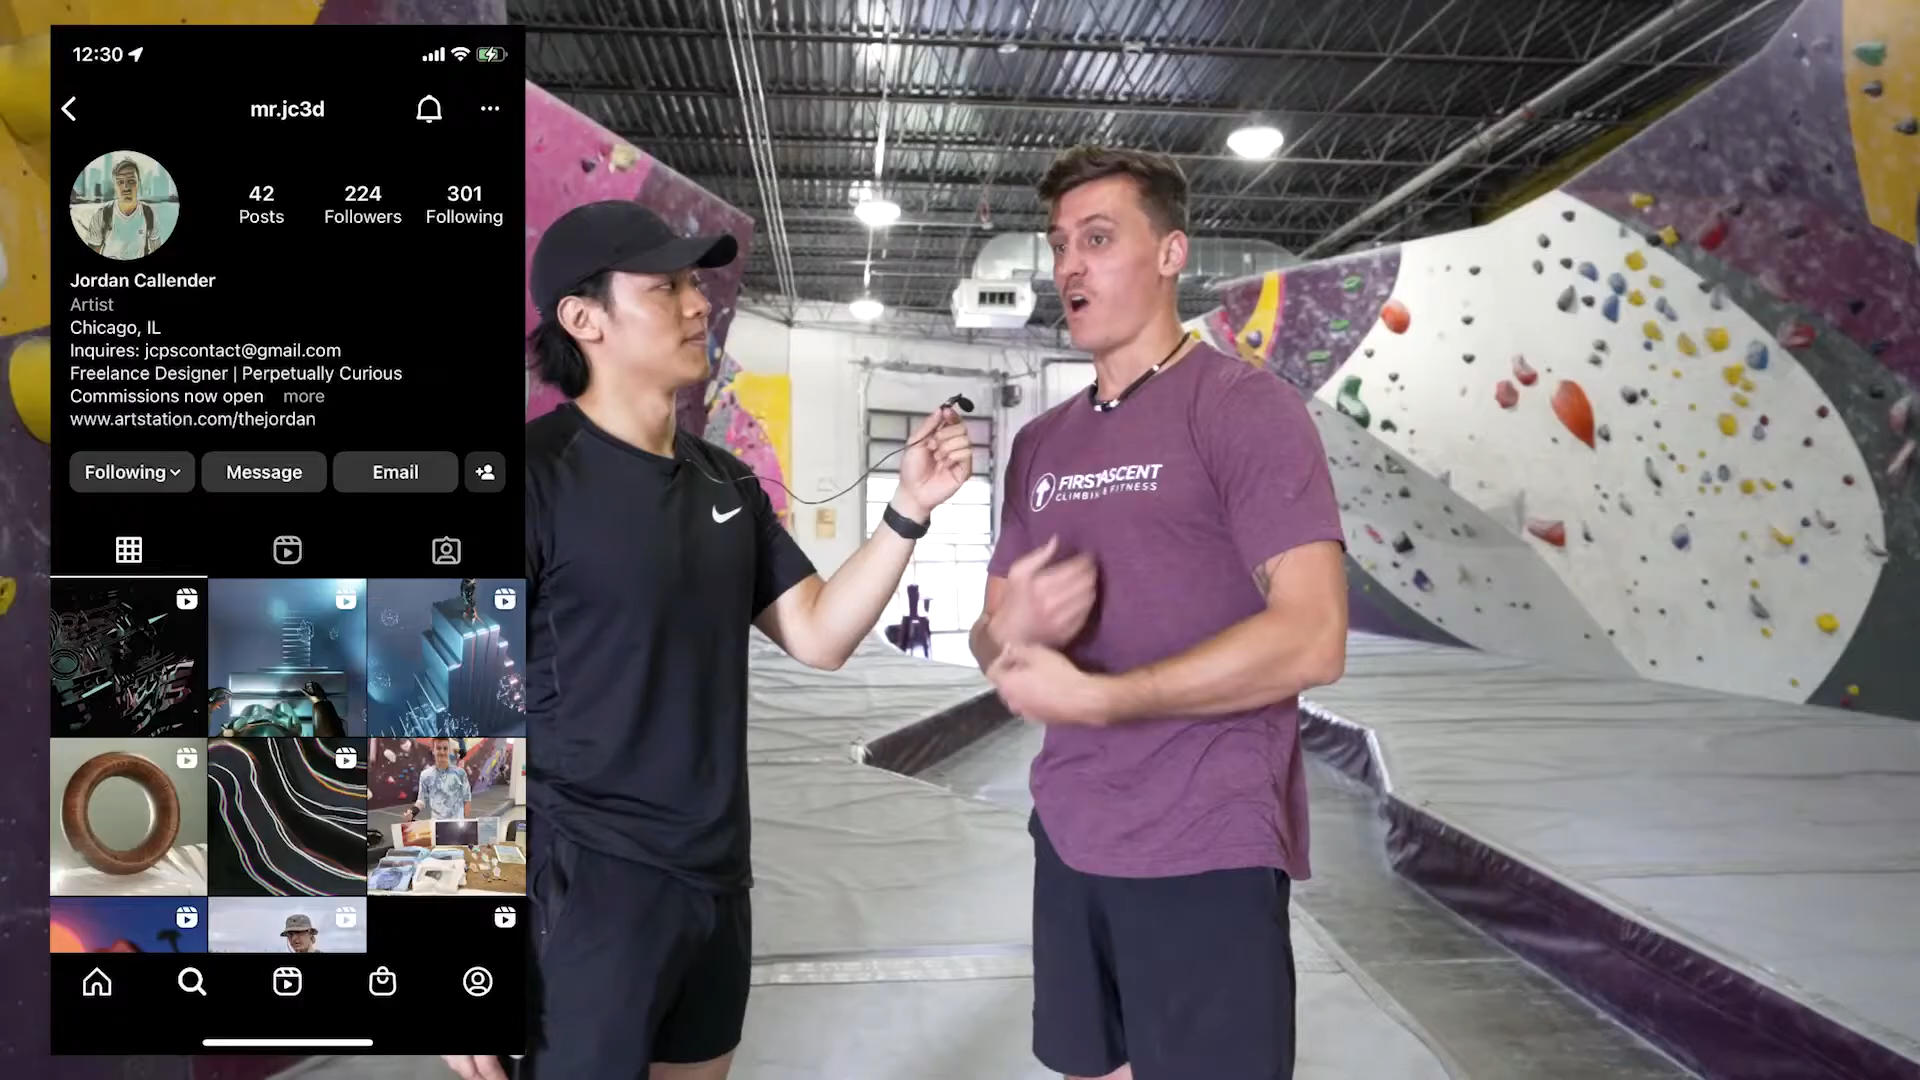 12:30
mr.jc3d
42
Posts
224
Followers
301
Following
Jordan Callender
Artist
Chicago, IL
Inquires: jcpscontact@gmail.com
Freelance Designer | Perpetually Curious
Commissions now open more
www.artstation.com/thejordan
Following
Message
Email
FIRST ASCENT
CLIMBING & FITNESS